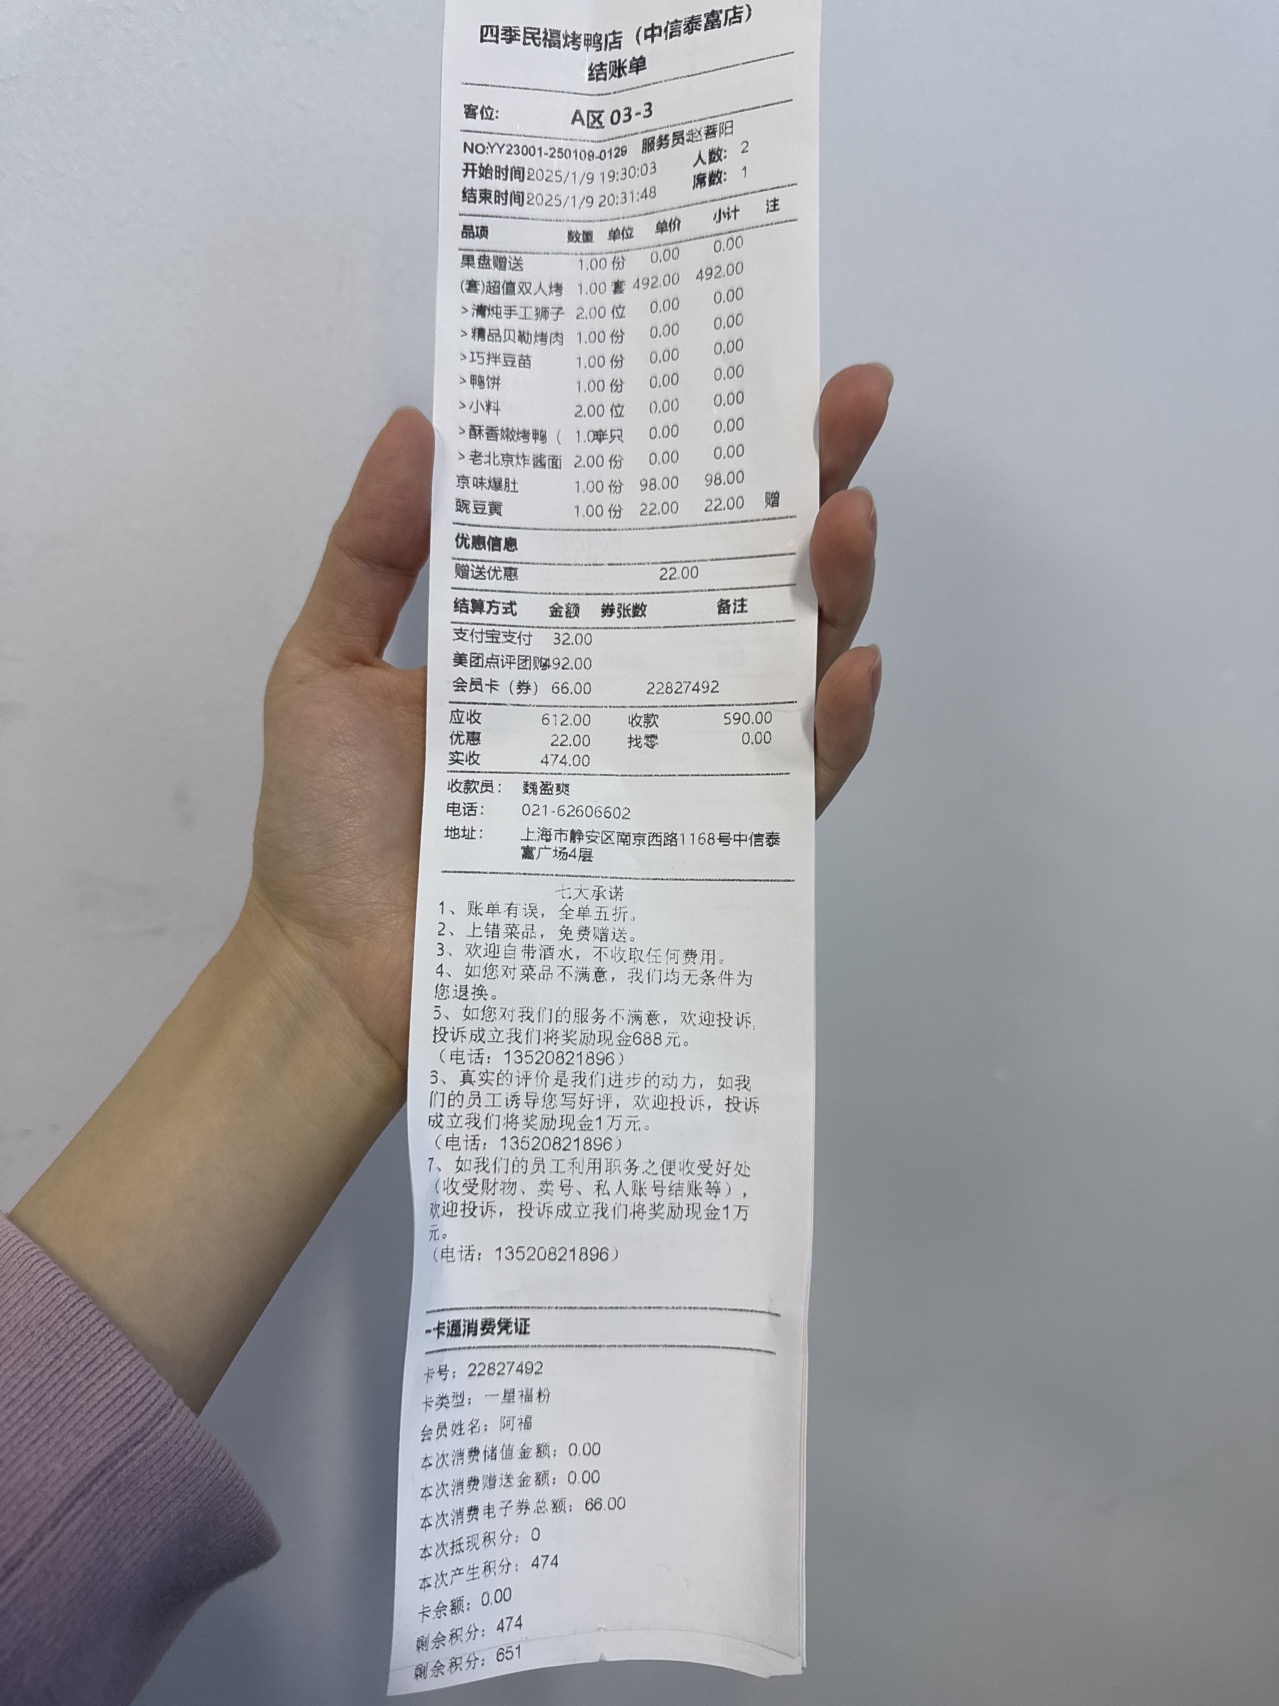 四季民福烤鸭店（中信泰富店）
结账单
客位： A区 03-3
NO:YY23001-250109-0129 服务员赵蕃阳
开始时间2025/1/9 19:30:03 人数： 2
结束时间2025/1/9 20:31:48 席数： 1
品项 数量 单位 单价 小计 注
果盘赠送 1.00 份 0.00 0.00
(套)超值双人烤 1.00 套 492.00 492.00
>清炖手工狮子 2.00 位 0.00 0.00
>精品贝勒烤肉 1.00 份 0.00 0.00
>巧拌豆苗 1.00 份 0.00 0.00
>鸭饼 1.00 份 0.00 0.00
>小料 2.00 位 0.00 0.00
>酥香嫩烤鸭（ 1.0半只 0.00 0.00
>老北京炸酱面 2.00 份 0.00 0.00
京味爆肚 1.00 份 98.00 98.00
豌豆黄 1.00 份 22.00 22.00 赠
优惠信息
赠送优惠 22.00
结算方式 金额 券张数 备注
支付宝支付 32.00
美团点评团购492.00
会员卡（券） 66.00 22827492
应收 612.00 收款 590.00
优惠 22.00 找零 0.00
实收 474.00
收款员： 魏盈爽
电话： 021-62606602
地址： 上海市静安区南京西路1168号中信泰
富广场4层
七大承诺
1、账单有误，全单五折。
2、上错菜品，免费赠送。
3、欢迎自带酒水，不收取任何费用。
4、如您对菜品不满意，我们均无条件为
您退换。
5、如您对我们的服务不满意，欢迎投诉，
投诉成立我们将奖励现金688元。
（电话：13520821896）
6、真实的评价是我们进步的动力，如我
们的员工诱导您写好评，欢迎投诉，投诉
成立我们将奖励现金1万元。
（电话：13520821896）
7、如我们的员工利用职务之便收受好处
（收受财物、卖号、私人账号结账等），
欢迎投诉，投诉成立我们将奖励现金1万
元。
（电话：13520821896）
一卡通消费凭证
卡号：22827492
卡类型：一星福粉
会员姓名：阿福
本次消费储值金额：0.00
本次消费赠送金额：0.00
本次消费电子券总额：66.00
本次抵现积分：0
本次产生积分：474
卡余额：0.00
剩余积分：474
剩余积分：651